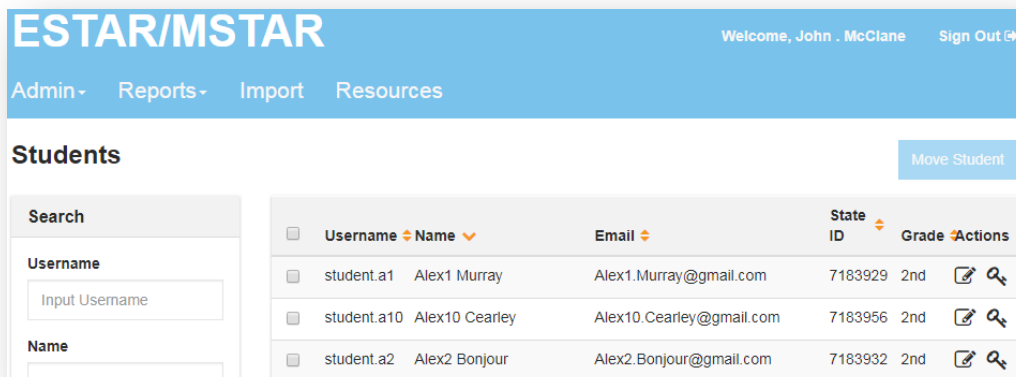 ESTAR/MSTAR
Welcome, John . McClane Sign Out
Admin Reports Import Resources
Students
Move Student
Search
Username
Input Username
Name
Username Name Email State ID Grade Actions
student.a1 Alex1 Murray Alex1.Murray@gmail.com 7183929 2nd
student.a10 Alex10 Cearley Alex10.Cearley@gmail.com 7183956 2nd
student.a2 Alex2 Bonjour Alex2.Bonjour@gmail.com 7183932 2nd